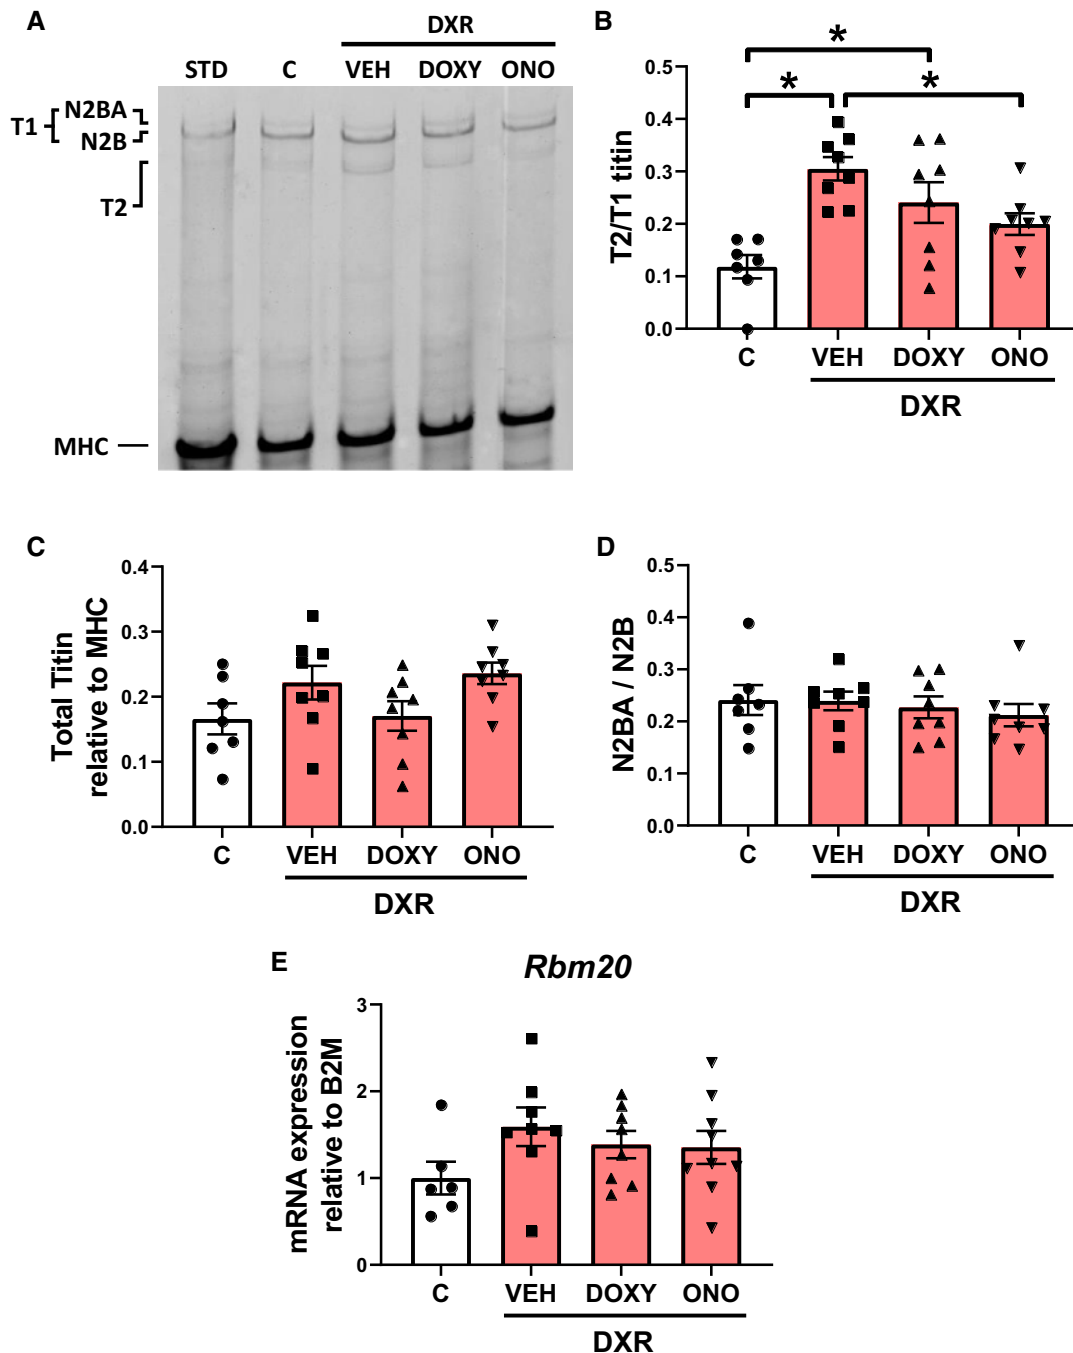 A
DXR
STD C VEH DOXY ONO
T1
N2BA
N2B
T2
MHC
B
*
*
*
T2/T1 titin
0.5
0.4
0.3
0.2
0.1
0.0
C VEH DOXY ONO
DXR
C
Total Titin
relative to MHC
0.4
0.3
0.2
0.1
0.0
C VEH DOXY ONO
DXR
D
N2BA / N2B
0.5
0.4
0.3
0.2
0.1
0.0
C VEH DOXY ONO
DXR
E
Rbm20
mRNA expression
relative to B2M
3
2
1
0
C VEH DOXY ONO
DXR